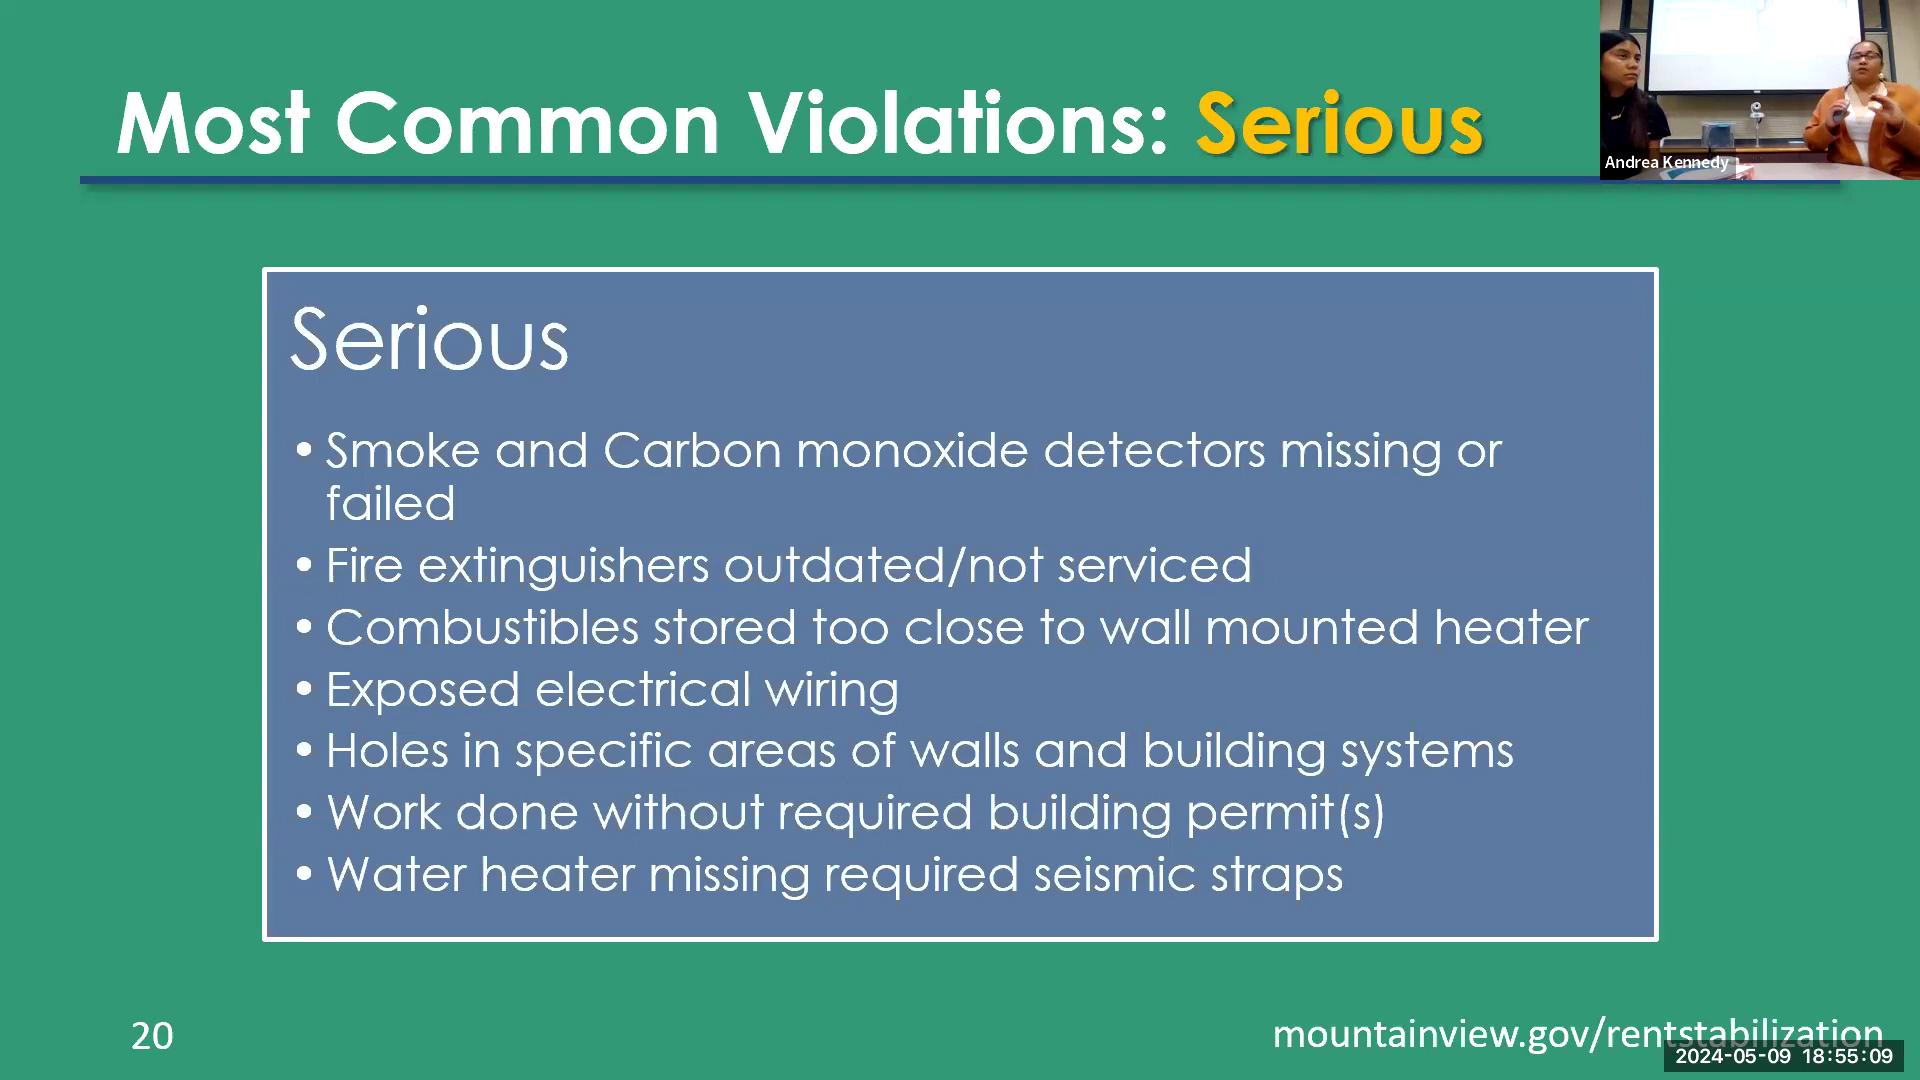 Most Common Violations: Serious
Andrea Kennedy
Serious
• Smoke and Carbon monoxide detectors missing or
failed
• Fire extinguishers outdated/not serviced
• Combustibles stored too close to wall mounted heater
• Exposed electrical wiring
• Holes in specific areas of walls and building systems
• Work done without required building permit(s)
• Water heater missing required seismic straps
20
mountainview.gov/rentstabilization
2024-05-09 18:55:09